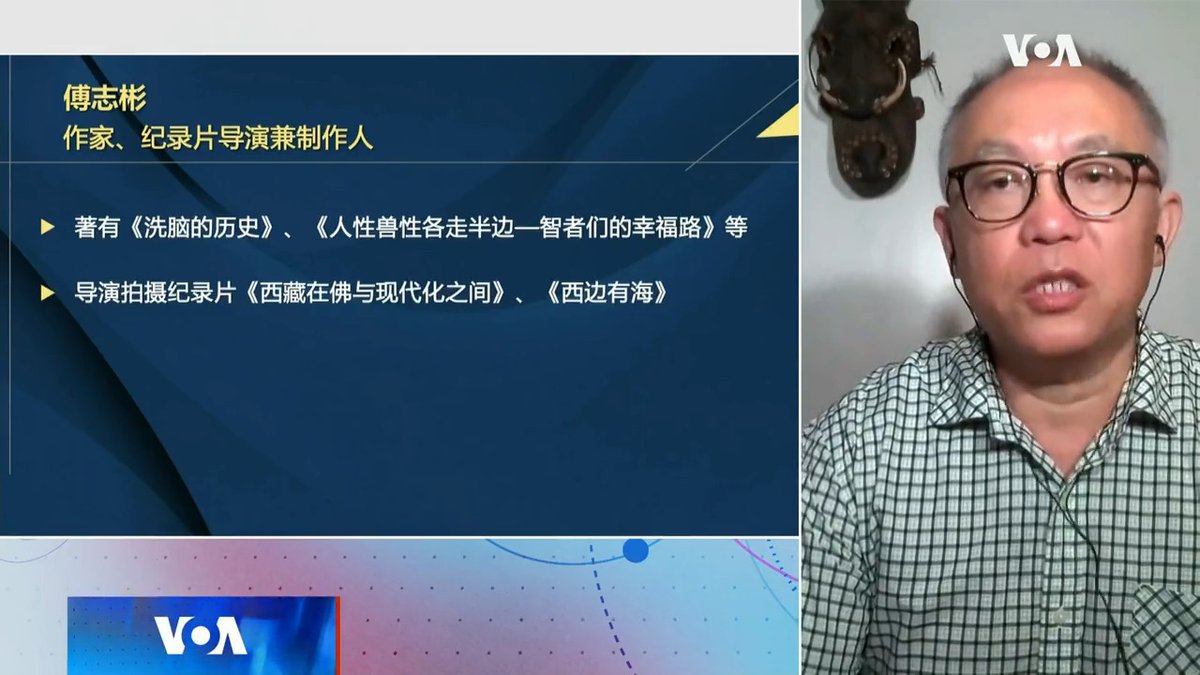 傅志彬
作家、纪录片导演兼制作人
著有《洗脑的历史》、《人性兽性各走半边—智者们的幸福路》等
导演拍摄纪录片《西藏在佛与现代化之间》、《西边有海》
VOA
VOA